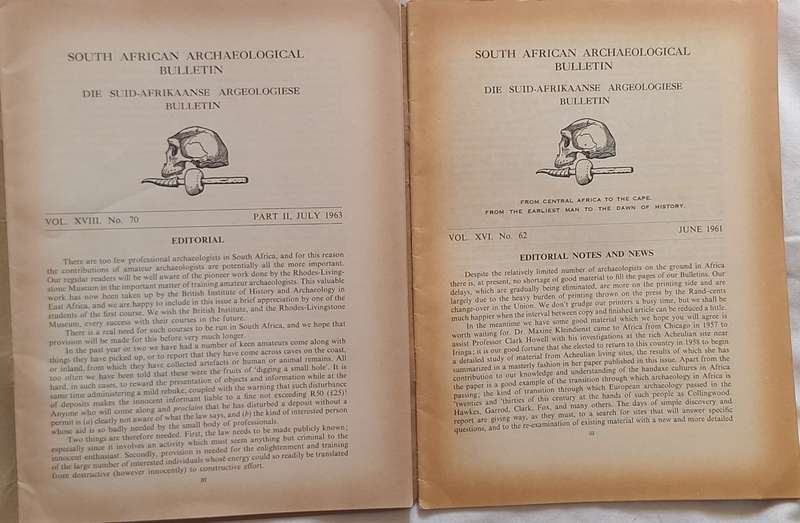 SOUTH AFRICAN ARCHAEOLOGICAL
BULLETIN
DIE SUID-AFRIKAANSE ARGEOLOGIESE
BULLETIN
VOL. XVIII. No. 70 PART II, JULY 1963
EDITORIAL
There are too few professional archaeologists in South Africa, and for this reason
the contributions of amateur archaeologists are potentially all the more important.
Our regular readers will be well aware of the pioneer work done by the Rhodes-Living-
stone Museum in the important matter of training amateur archaeologists. This valuable
work has now been taken up by the British Institute of History and Archaeology in
East Africa, and we are happy to include in this issue a brief appreciation by one of the
students of the first course. We wish the British Institute, and the Rhodes-Livingstone
Museum, every success with their courses in the future.
There is a real need for such courses to be run in South Africa, and we hope that
provision will be made for this before very much longer.
In the past year or two we have had a number of keen amateurs come along with
things they have picked up, or to report that they have come across caves on the coast,
or inland, from which they have collected artefacts or human or animal remains. All
too often we have been told that these were the fruits of 'digging a small hole'. It is
hard, in such cases, to reward the presentation of objects and information while at the
same time administering a mild rebuke, coupled with the warning that such disturbance
of deposits makes the innocent informant liable to a fine not exceeding R.50 (£25)!
Anyone who will come along and proclaim that he has disturbed a deposit without a
permit is (a) clearly not aware of what the law says, and (b) the kind of interested person
whose aid is so badly needed by the small body of professionals.
Two things are therefore needed. First, the law needs to be made publicly known;
especially since it involves an activity which must seem anything but criminal to the
innocent enthusiast. Secondly, provision is needed for the enlightenment and training
of the large number of interested individuals whose energy could so readily be translated
from destructive (however innocently) to constructive effort.
SOUTH AFRICAN ARCHAEOLOGICAL
BULLETIN
DIE SUID-AFRIKAANSE ARGEOLOGIESE
BULLETIN
FROM CENTRAL AFRICA TO THE CAPE.
FROM THE EARLIEST MAN TO THE DAWN OF HISTORY.
VOL. XVI. No. 62 JUNE 1961
EDITORIAL NOTES AND NEWS
Despite the relatively limited number of archaeologists on the ground in Africa
there is, at present, no shortage of good material to fill the pages of our Bulletins. Our
delays, which are gradually being eliminated, are more on the printing side and are
largely due to the heavy burden of printing thrown on the press by the Rand-cents
change-over in the Union. We don't grudge our printers a busy time, but we shall be
much happier when the interval between copy and finished article can be reduced a little.
In the meantime we have some good material which we hope you will agree is
worth waiting for. Dr. Maxine Kleindienst came to Africa from Chicago in 1957 to
assist Professor Clark Howell with his investigations at the rich Acheulian site near
Iringa; it is our good fortune that she elected to return to this country in 1958 to begin
a detailed study of material from Acheulian living sites, the results of which she has
summarized in a masterly fashion in her paper published in this issue. Apart from the
contribution to our knowledge and understanding of the handaxe cultures in Africa
the paper is a good example of the transition through which archaeology in Africa is
passing; the kind of transition through which European archaeology passed in the
'twenties and 'thirties of this century at the hands of such people as Collingwood,
Hawkes, Garrod, Clark, Fox, and many others. The days of simple discovery and
report are giving way, as they must, to a search for sites that will answer specific
questions, and to the re-examination of existing material with a new and more detailed